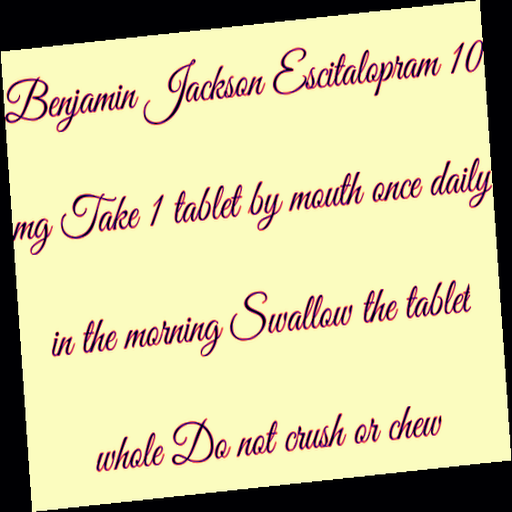 Benjamin Jackson Escitalopram 10
mg Take 1 tablet by mouth once daily
in the morning Swallow the tablet
whole Do not crush or chew